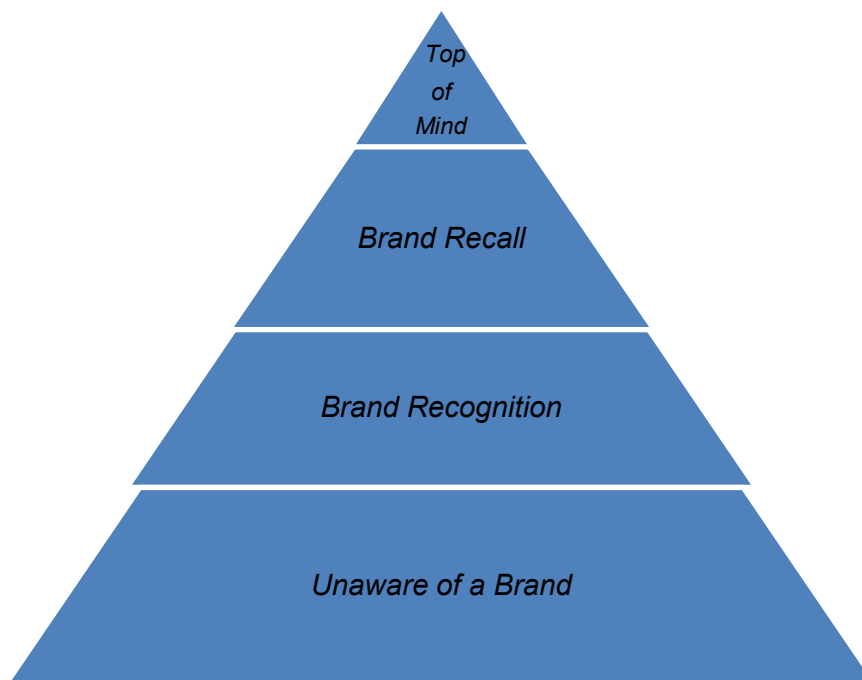 Top
of
Mind
Brand Recall
Brand Recognition
Unaware of a Brand